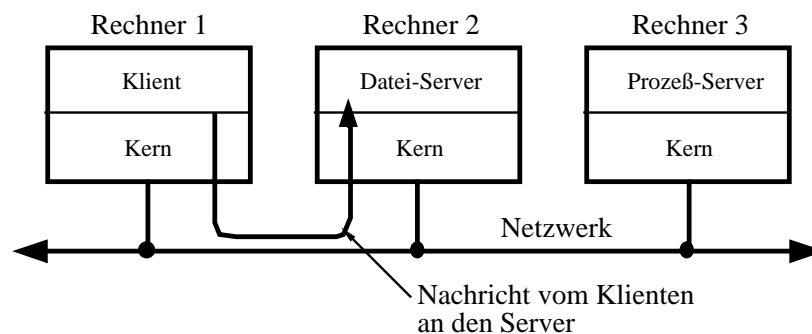 Rechner 1
Rechner 2
Rechner 3
Klient
Datei-Server
Prozeß-Server
Kern
Kern
Kern
Netzwerk
Nachricht vom Klienten
an den Server